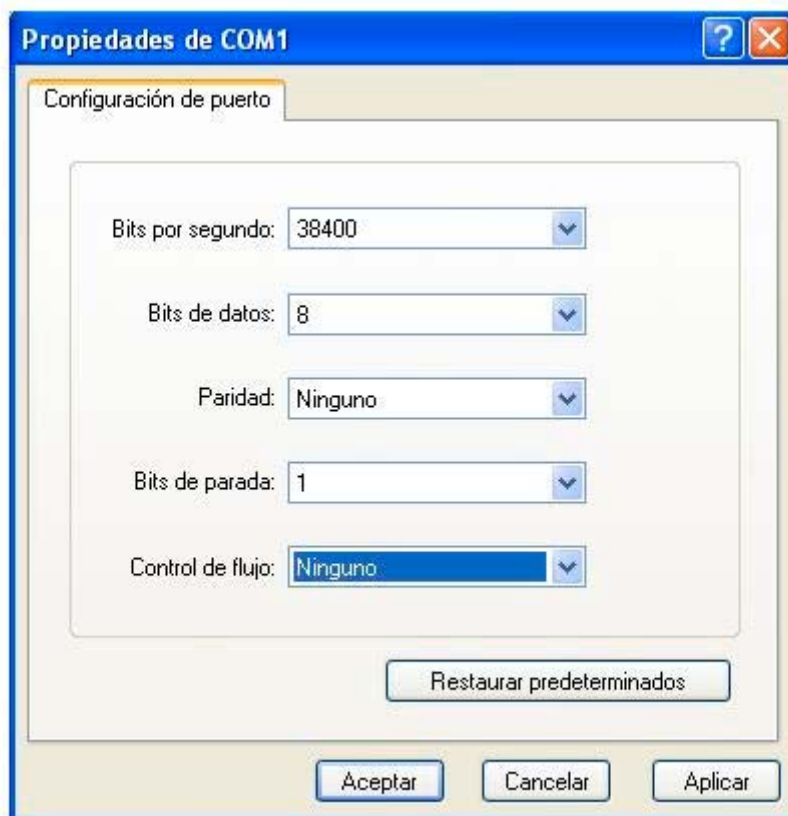 Propiedades de COM1
Configuración de puerto
Bits por segundo: 38400
Bits de datos: 8
Paridad: Ninguno
Bits de parada: 1
Control de flujo: Ninguno
Restaurar predeterminados
Aceptar Cancelar Aplicar